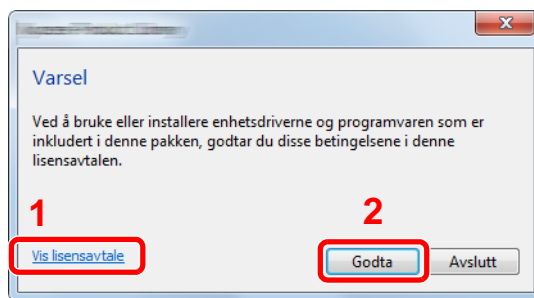 Varsel
Ved å bruke eller installere enhetsdriverne og programvaren som er
inkludert i denne pakken, godtar du disse betingelsene i denne
lisensavtalen.
1
2
Vis lisensavtale
Godta
Avslutt